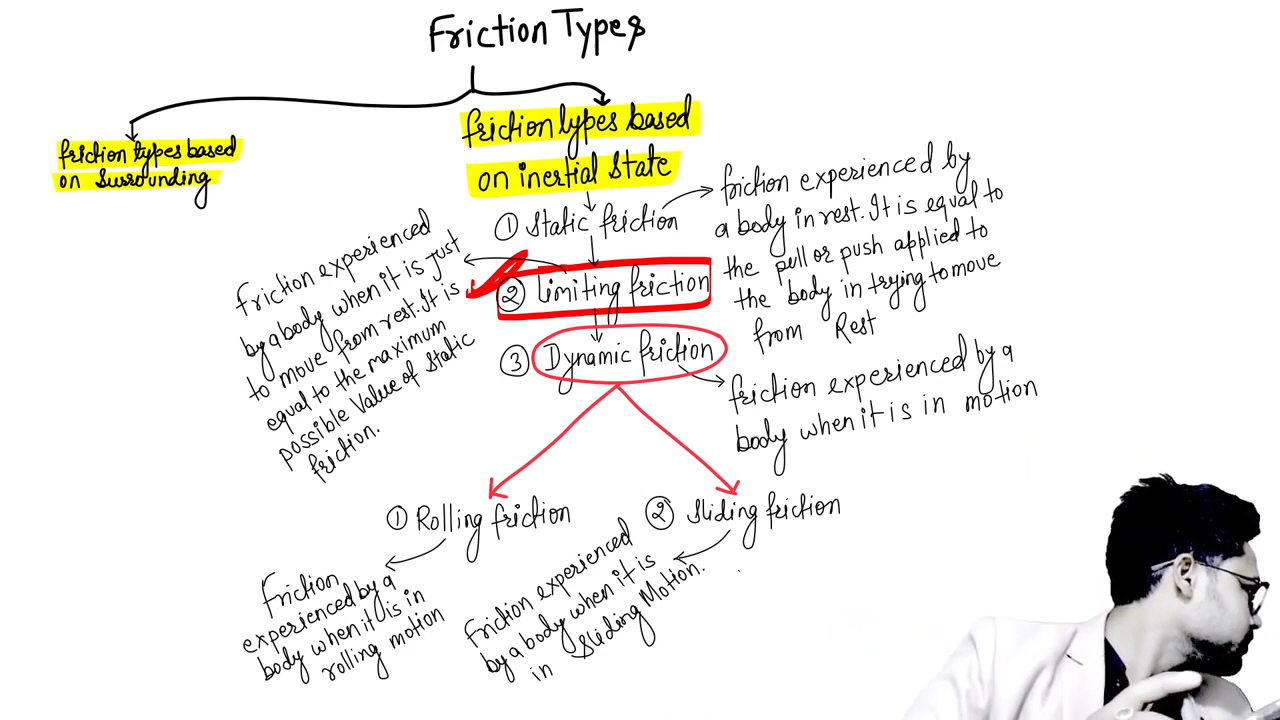 Friction Types
friction types based
on Surrounding
friction types based
on inertial State
① Static friction
friction experienced by
a body in rest. It is equal to
the pull or push applied to
the body in trying to move
from Rest
② Limiting friction
Friction experienced
by a body when it is just
to move from rest. It is
equal to the maximum
possible Value of Static
friction.
③ Dynamic friction
friction experienced by a
body when it is in motion
① Rolling friction
Friction
experienced by a
body when it is in
rolling motion
② Sliding friction
Friction experienced
by a body when it is
in Sliding Motion.